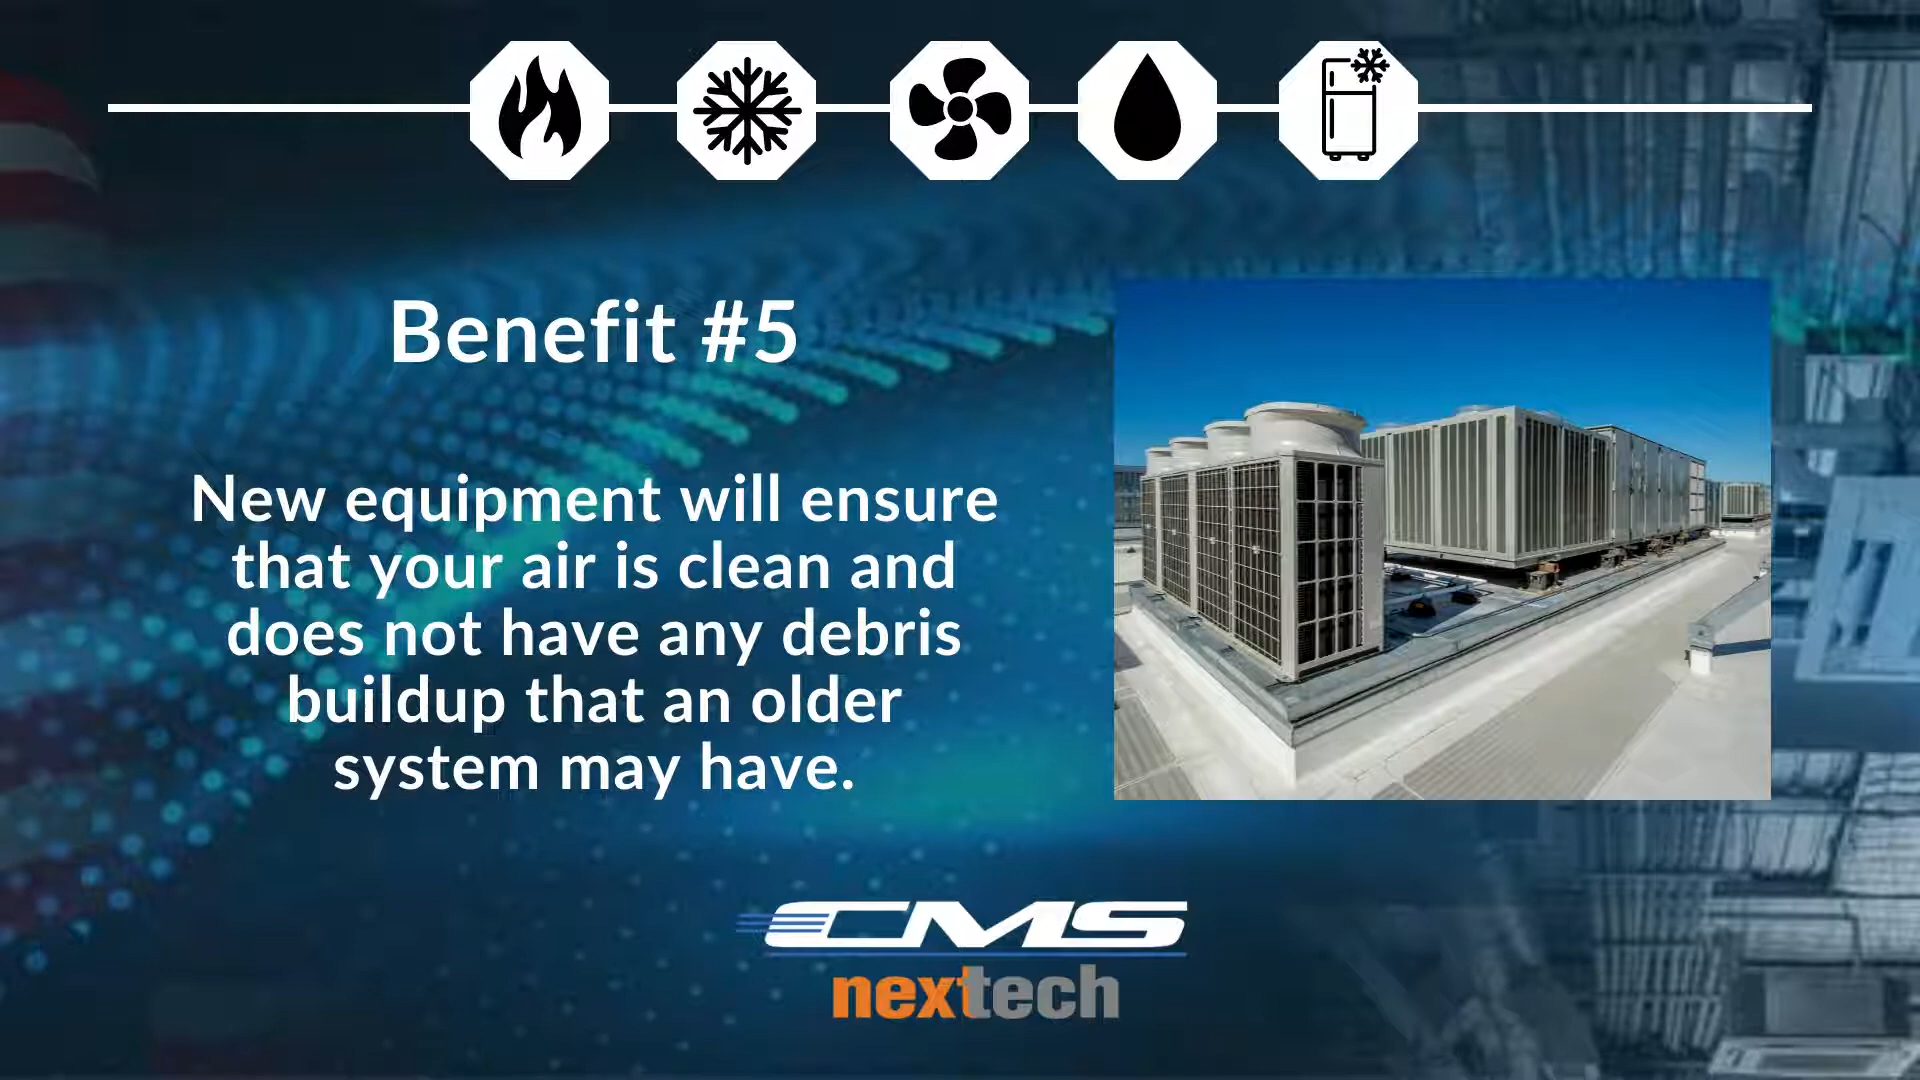 Benefit #5
New equipment will ensure
that your air is clean and
does not have any debris
buildup that an older
system may have.
CMS
nextech